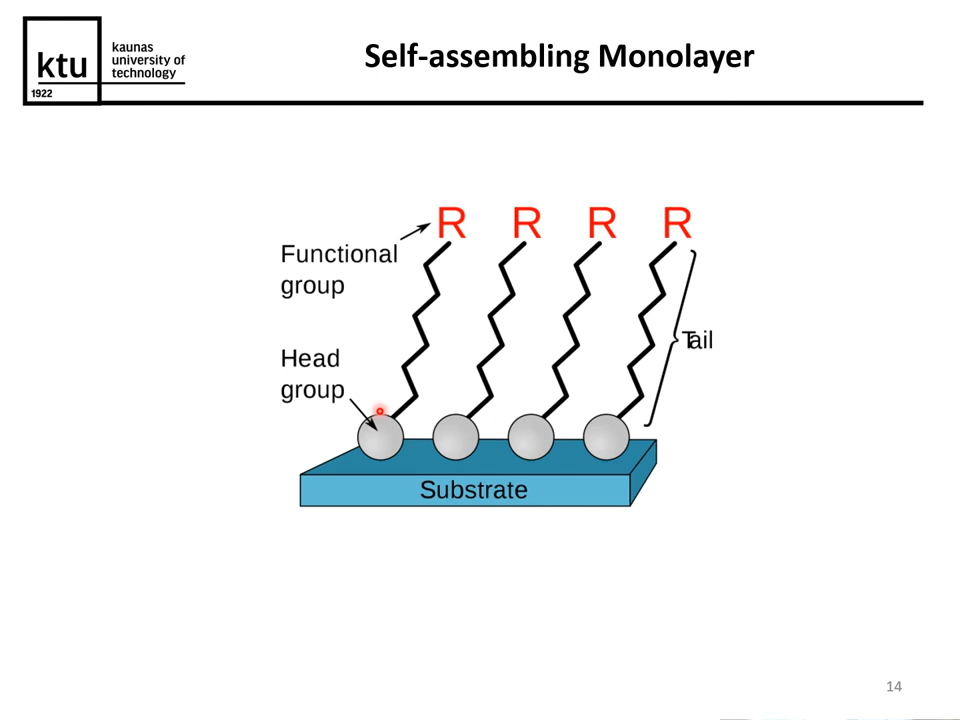 ktu
1922
kaunas
university of
technology
Self-assembling Monolayer
R R R R
Functional
group
Head
group
Tail
Substrate
14